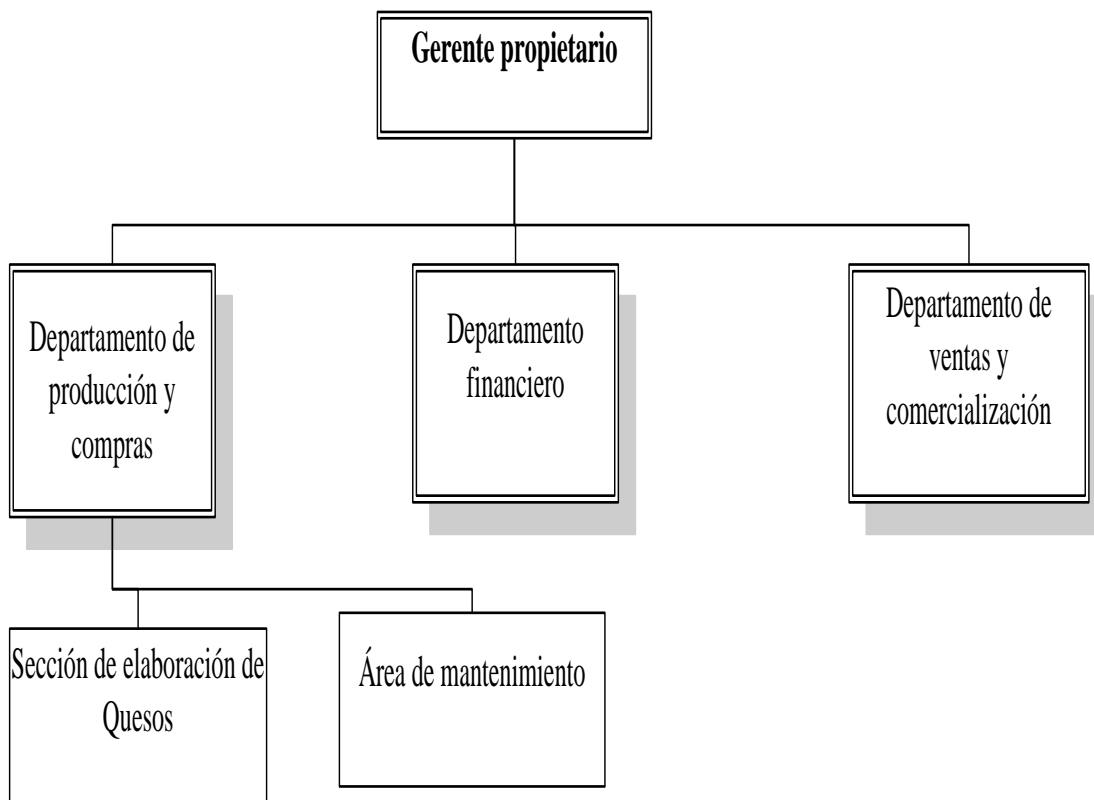 Gerente propietario
Departamento de
producción y
compras
Departamento
financiero
Departamento de
ventas y
comercialización
Sección de elaboración de
Quesos
Área de mantenimiento